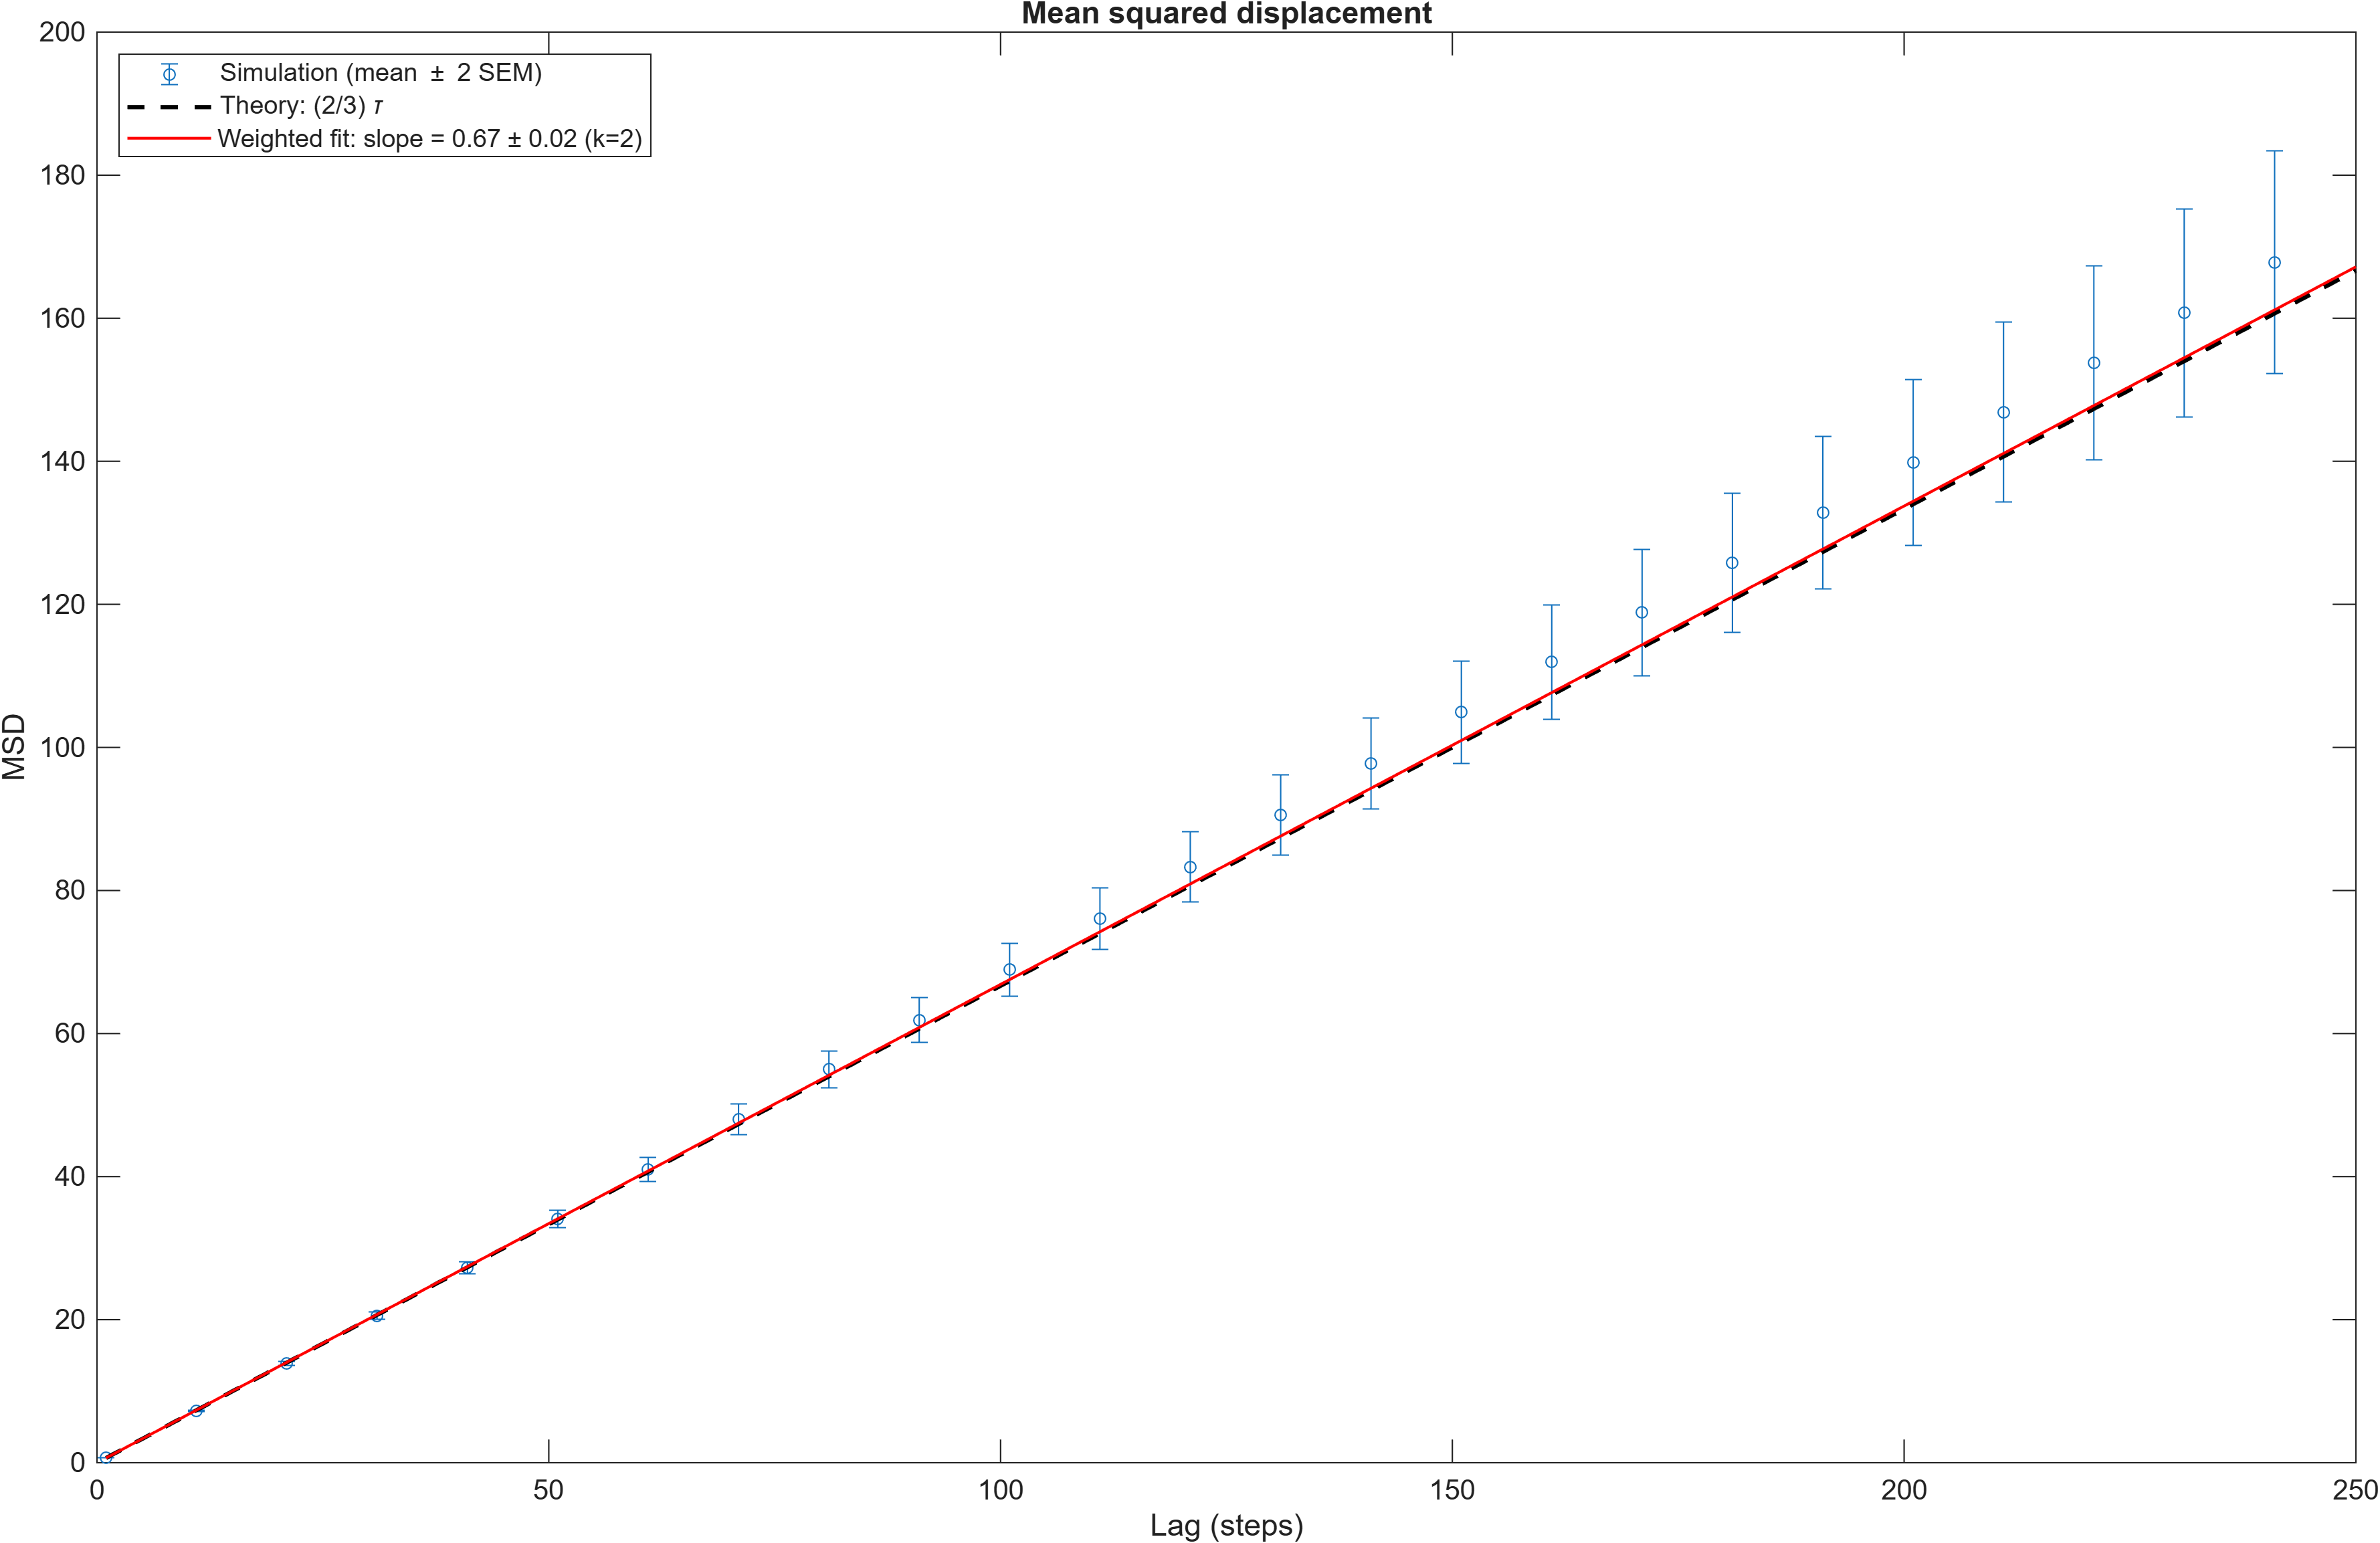 Mean squared displacement
200
180
160
140
120
100
80
60
40
20
0
MSD
Simulation (mean ± 2 SEM)
Theory: (2/3) τ
Weighted fit: slope = 0.67 ± 0.02 (k=2)
0 50 100 150 200 250
Lag (steps)